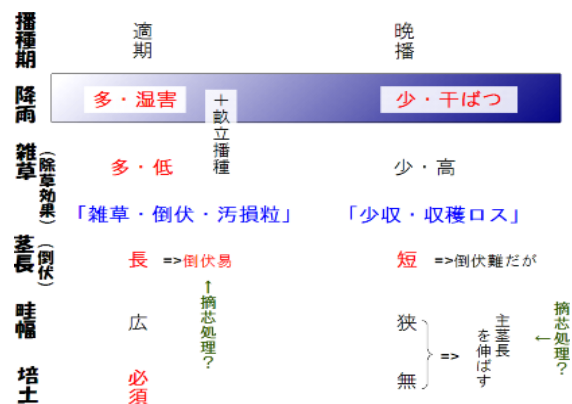 播種期
適期
晩播
降雨
多・湿害
＋畝立播種
少・干ばつ
雑草（除草効果）
多・低
少・高
「雑草・倒伏・汚損粒」
「少収・収穫ロス」
茎長（倒伏）
長 =>倒伏易
短 =>倒伏難だが
↑摘芯処理？
畦幅
広
狭
=>
主茎長を伸ばす
←摘芯処理？
培土
必須
無